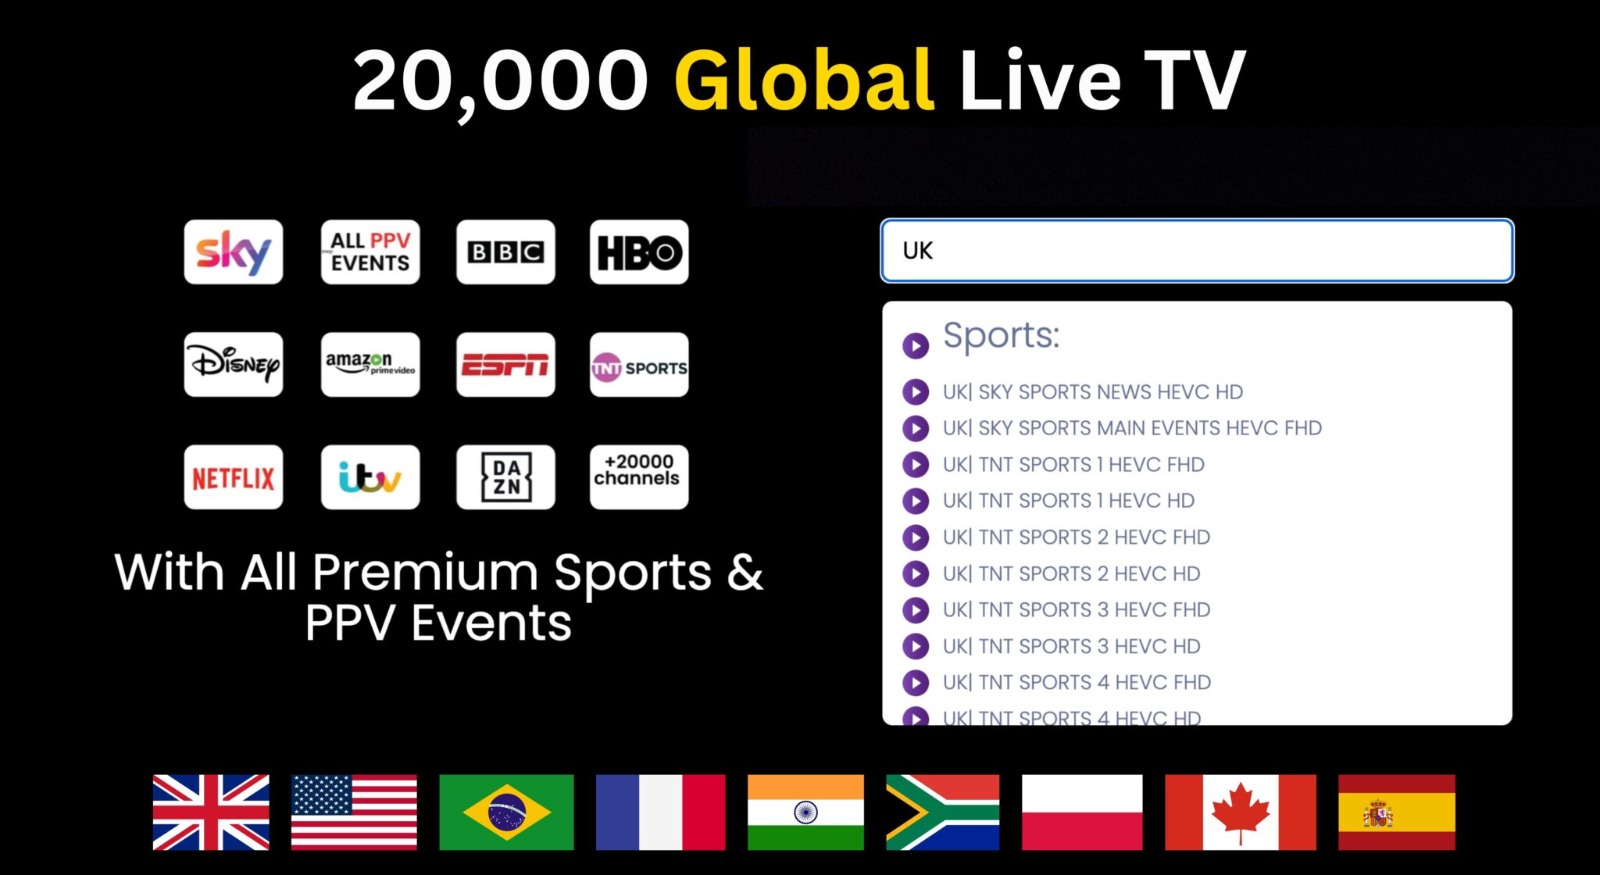 20,000 Global Live TV
sky
ALL PPV
EVENTS
BBC
HBO
Disney
amazon
prime video
ESPN
TNT SPORTS
NETFLIX
itv
DA
ZN
+20000
channels
With All Premium Sports &
PPV Events
UK
Sports:
UK| SKY SPORTS NEWS HEVC HD
UK| SKY SPORTS MAIN EVENTS HEVC FHD
UK| TNT SPORTS 1 HEVC FHD
UK| TNT SPORTS 1 HEVC HD
UK| TNT SPORTS 2 HEVC FHD
UK| TNT SPORTS 2 HEVC HD
UK| TNT SPORTS 3 HEVC FHD
UK| TNT SPORTS 3 HEVC HD
UK| TNT SPORTS 4 HEVC FHD
UK| TNT SPORTS 4 HEVC HD